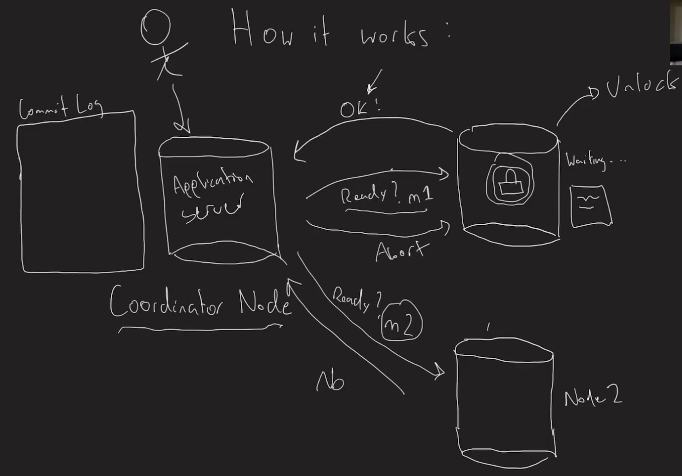 How it works:
Commit Log
OK!
Unlock
Application
server
Waiting...
Ready? m1
Abort
Coordinator Node
Ready?
m2
No
Node 2